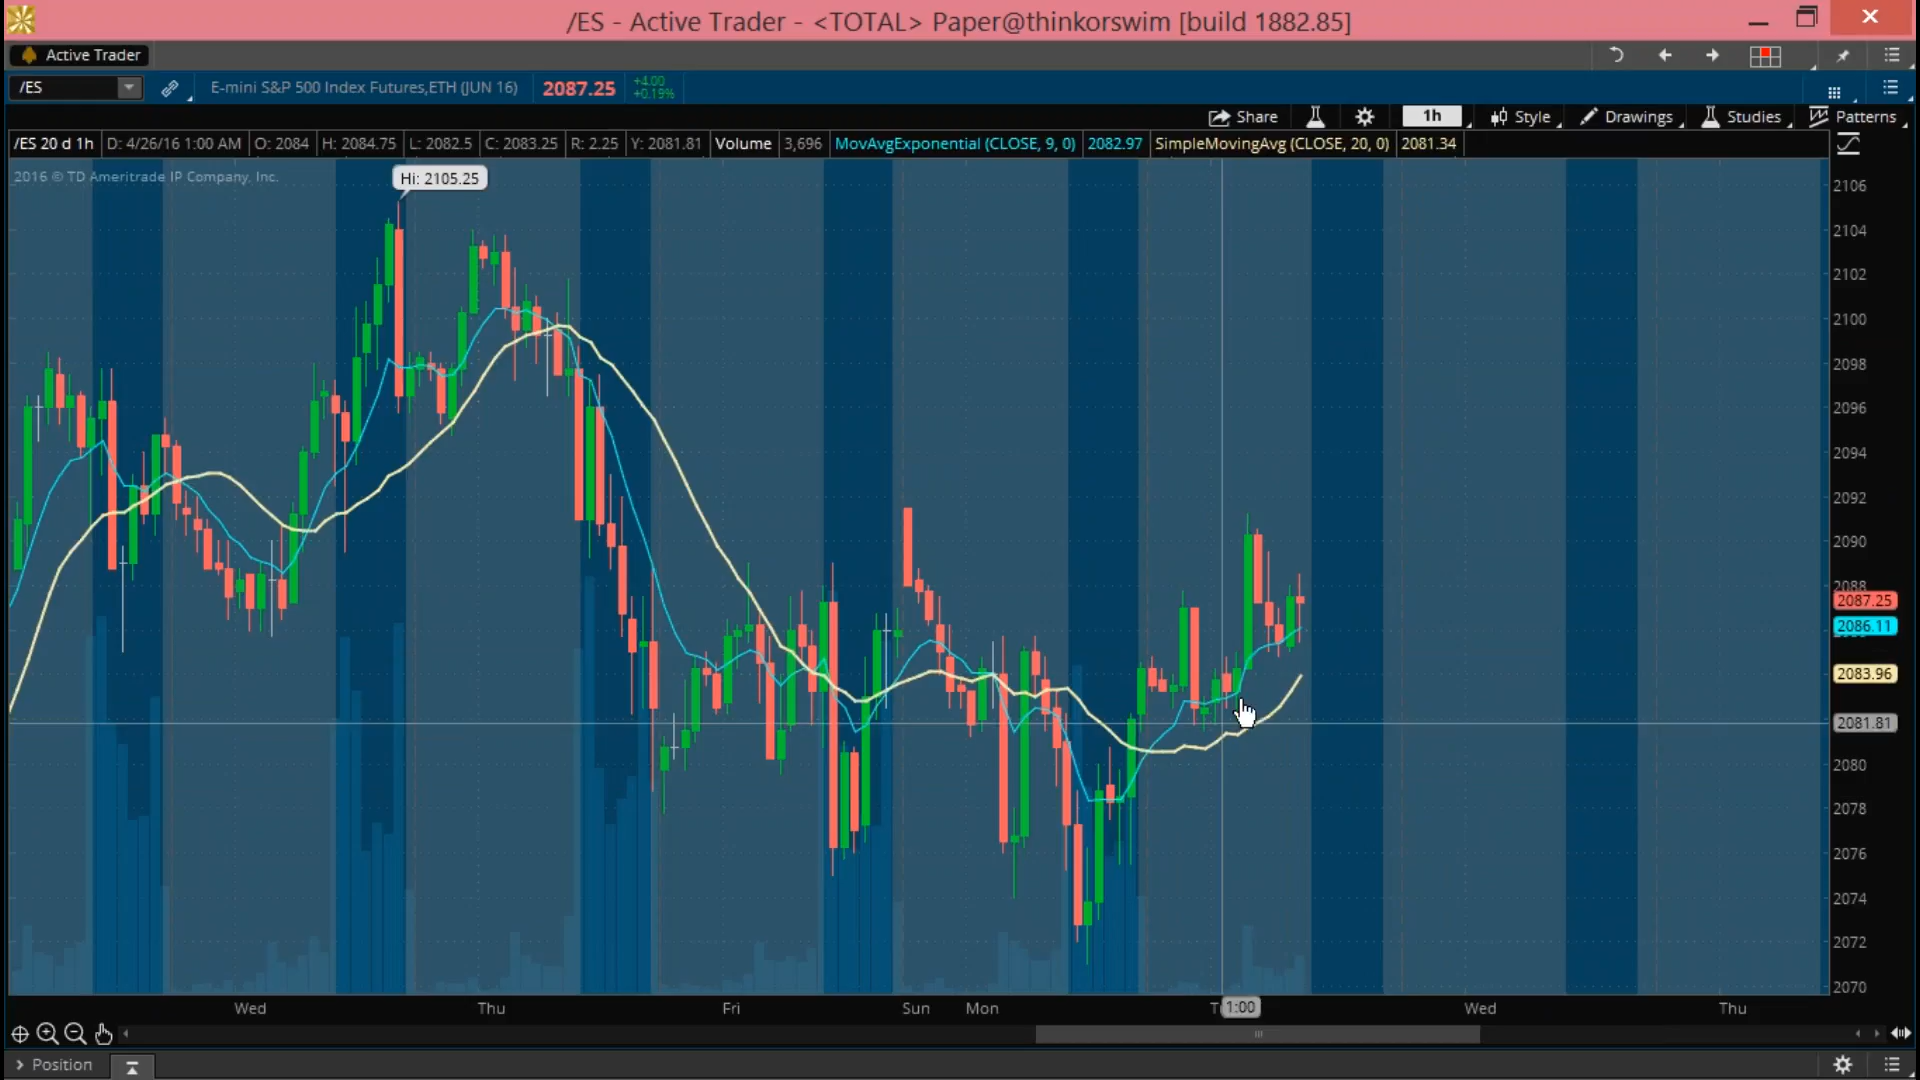 /ES - Active Trader - <TOTAL> Paper@thinkorswim [build 1882.85]
Active Trader
/ES E-mini S&P 500 Index Futures,ETH (JUN 16) 2087.25 +4.00 +0.19%
Share 1h Style Drawings Studies Patterns
/ES 20 d 1h D: 4/26/16 1:00 AM O: 2084 H: 2084.75 L: 2082.5 C: 2083.25 R: 2.25 Y: 2081.81 Volume 3,696 MovAvgExponential (CLOSE, 9, 0) 2082.97 SimpleMovingAvg (CLOSE, 20, 0) 2081.34
2016 © TD Ameritrade IP Company, Inc.
Hi: 2105.25
2106
2104
2102
2100
2098
2096
2094
2092
2090
2088
2087.25
2086.11
2083.96
2081.81
2080
2078
2076
2074
2072
2070
Wed Thu Fri Sun Mon 1:00 Wed Thu
Position